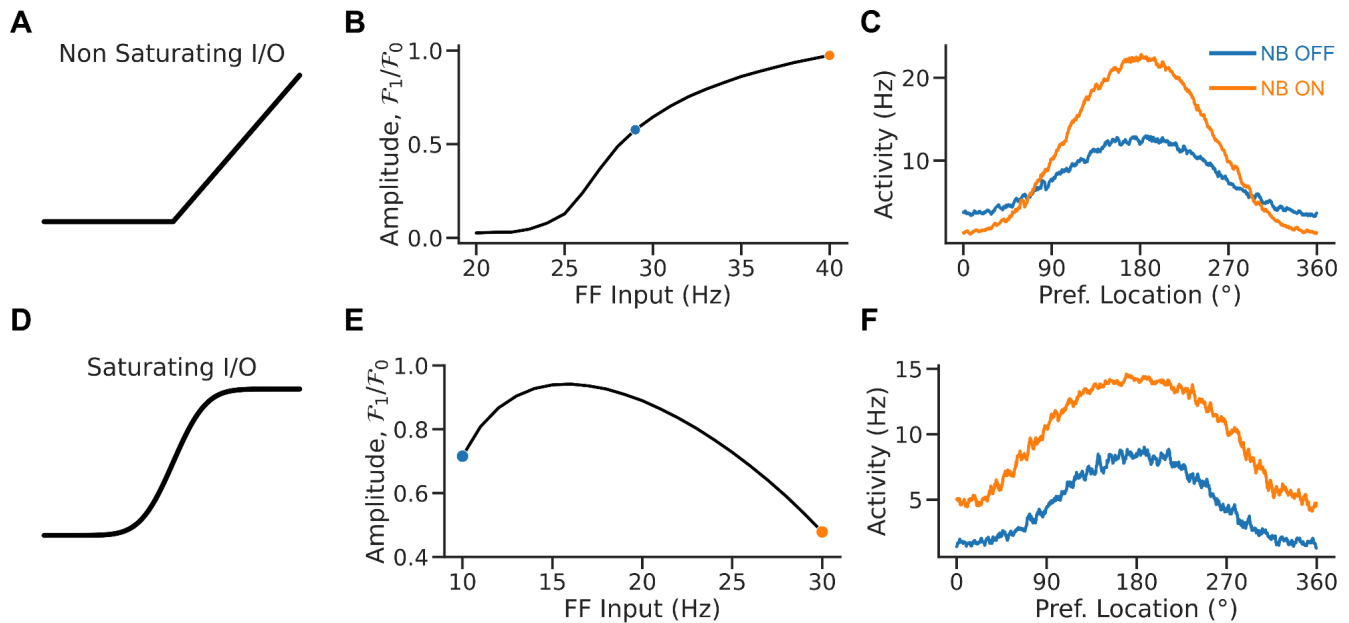 A
Non Saturating I/O
B
Amplitude, ℱ₁/ℱ₀
1.0
0.5
0.0
20 25 30 35 40
FF Input (Hz)
C
Activity (Hz)
20
10
NB OFF
NB ON
0 90 180 270 360
Pref. Location (°)
D
Saturating I/O
E
Amplitude, ℱ₁/ℱ₀
1.0
0.8
0.6
0.4
10 15 20 25 30
FF Input (Hz)
F
Activity (Hz)
15
10
5
0 90 180 270 360
Pref. Location (°)